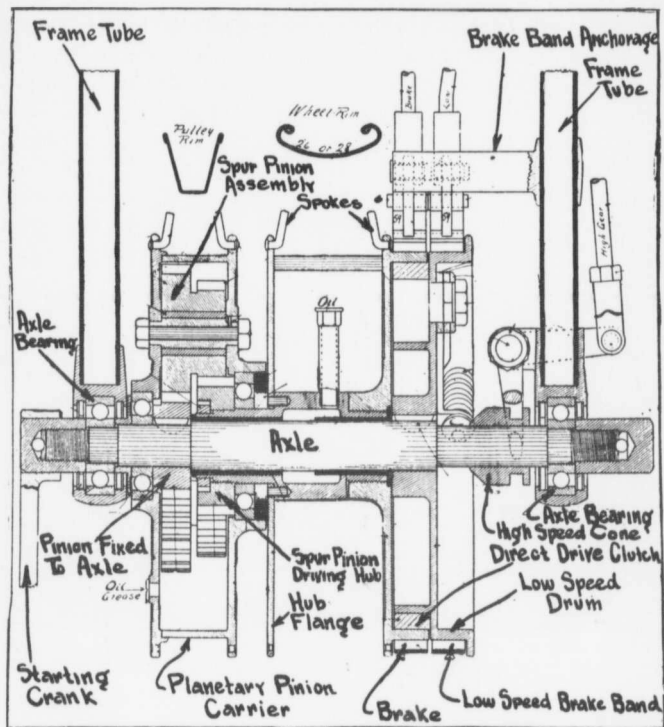 Frame Tube
Brake Band Anchorage
Frame
Tube
Brake
Pulley
Rim
Wheel Rim
26 or 28
Spur Pinion
Assembly
Spokes
High Gear
Oil
Axle
Bearing
Axle
Axle Bearing
High Speed Cone
Direct Drive Clutch
Pinion Fixed
To Axle
Spur Pinion
Driving Hub
Oil
Grease
Hub
Flange
Low Speed
Drum
Starting
Crank
Planetary Pinion
Carrier
Brake
Low Speed Brake Band